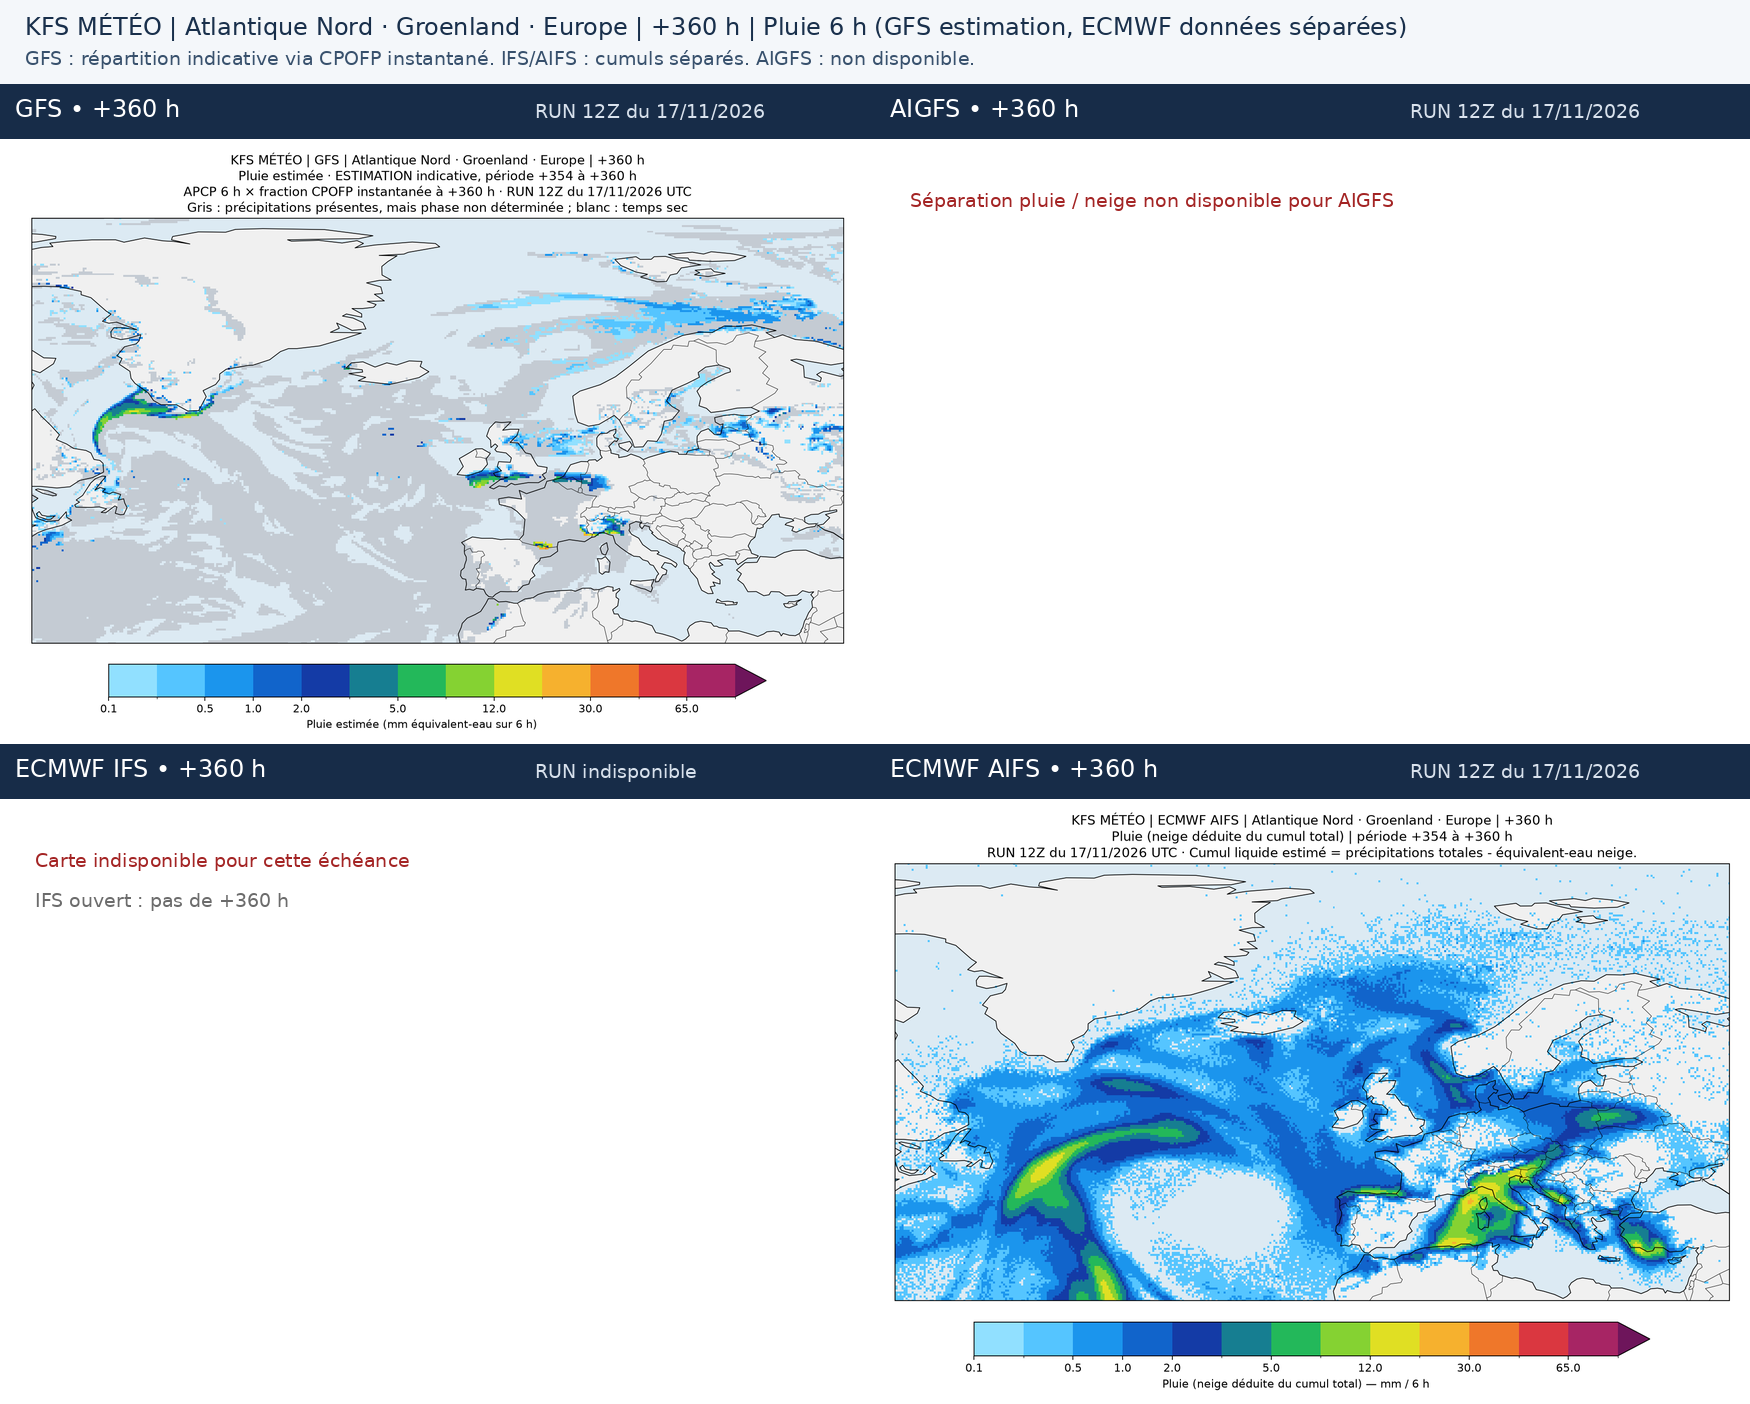 KFS MÉTÉO | Atlantique Nord · Groenland · Europe | +360 h | Pluie 6 h (GFS estimation, ECMWF données séparées)
GFS : répartition indicative via CPOFP instantané. IFS/AIFS : cumuls séparés. AIGFS : non disponible.
GFS • +360 h
RUN 12Z du 17/11/2026
AIGFS • +360 h
RUN 12Z du 17/11/2026
KFS MÉTÉO | GFS | Atlantique Nord · Groenland · Europe | +360 h
Pluie estimée · ESTIMATION indicative, période +354 à +360 h
APCP 6 h × fraction CPOFP instantanée à +360 h · RUN 12Z du 17/11/2026 UTC
Gris : précipitations présentes, mais phase non déterminée ; blanc : temps sec
Séparation pluie / neige non disponible pour AIGFS
0.1 0.5 1.0 2.0 5.0 12.0 30.0 65.0
Pluie estimée (mm équivalent-eau sur 6 h)
ECMWF IFS • +360 h
RUN indisponible
ECMWF AIFS • +360 h
RUN 12Z du 17/11/2026
Carte indisponible pour cette échéance
IFS ouvert : pas de +360 h
KFS MÉTÉO | ECMWF AIFS | Atlantique Nord · Groenland · Europe | +360 h
Pluie (neige déduite du cumul total) | période +354 à +360 h
RUN 12Z du 17/11/2026 UTC · Cumul liquide estimé = précipitations totales - équivalent-eau neige.
0.1 0.5 1.0 2.0 5.0 12.0 30.0 65.0
Pluie (neige déduite du cumul total) — mm / 6 h